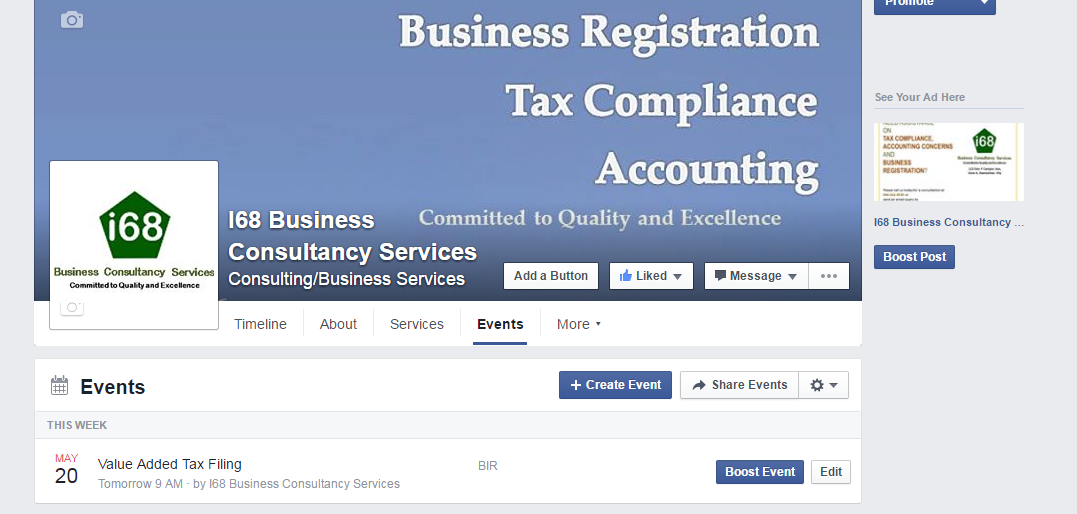 Business Registration
Tax Compliance
Accounting
Committed to Quality and Excellence
i68
Business Consultancy Services
Committed to Quality and Excellence
I68 Business
Consultancy Services
Consulting/Business Services
Add a Button
Liked
Message
Timeline
About
Services
Events
More
Events
+ Create Event
Share Events
THIS WEEK
MAY
20
Value Added Tax Filing
Tomorrow 9 AM · by I68 Business Consultancy Services
BIR
Boost Event
Edit
Promote
See Your Ad Here
ON
TAX COMPLIANCE,
ACCOUNTING CONCERNS
AND
BUSINESS
REGISTRATION?
i68
Business Consultancy Services
I68 Business Consultancy ...
Boost Post